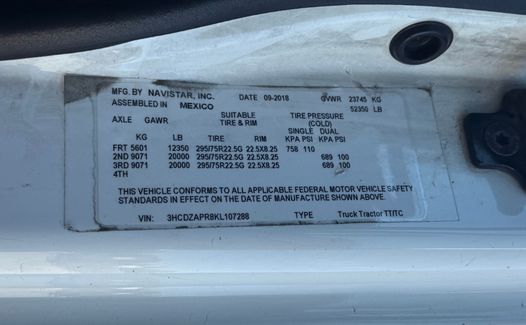 MFG. BY NAVISTAR, INC. DATE 09-2018 GVWR 23745 KG
ASSEMBLED IN MEXICO 52350 LB
AXLE GAWR SUITABLE TIRE & RIM TIRE PRESSURE (COLD)
KG LB TIRE RIM SINGLE DUAL KPA PSI KPA PSI
FRT 5601 12350 295/75R22.5G 22.5X8.25 758 110
2ND 9071 20000 295/75R22.5G 22.5X8.25 689 100
3RD 9071 20000 295/75R22.5G 22.5X8.25 689 100
4TH
THIS VEHICLE CONFORMS TO ALL APPLICABLE FEDERAL MOTOR VEHICLE SAFETY
STANDARDS IN EFFECT ON THE DATE OF MANUFACTURE SHOWN ABOVE.
VIN: 3HCDZAPR8KL107288 TYPE Truck Tractor TT/TC